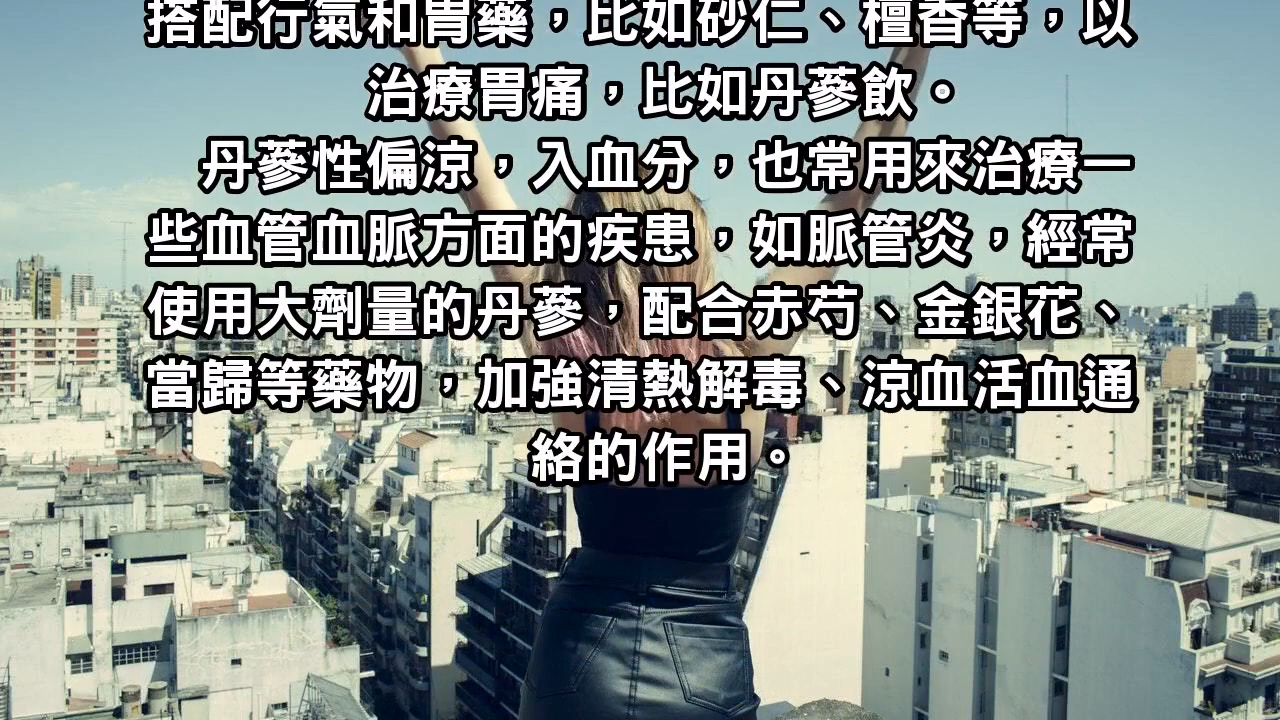 搭配行氣和胃藥，比如砂仁、檀香等，以
治療胃痛，比如丹蔘飲。
丹蔘性偏涼，入血分，也常用來治療一
些血管血脈方面的疾患，如脈管炎，經常
使用大劑量的丹蔘，配合赤芍、金銀花、
當歸等藥物，加強清熱解毒、涼血活血通
絡的作用。